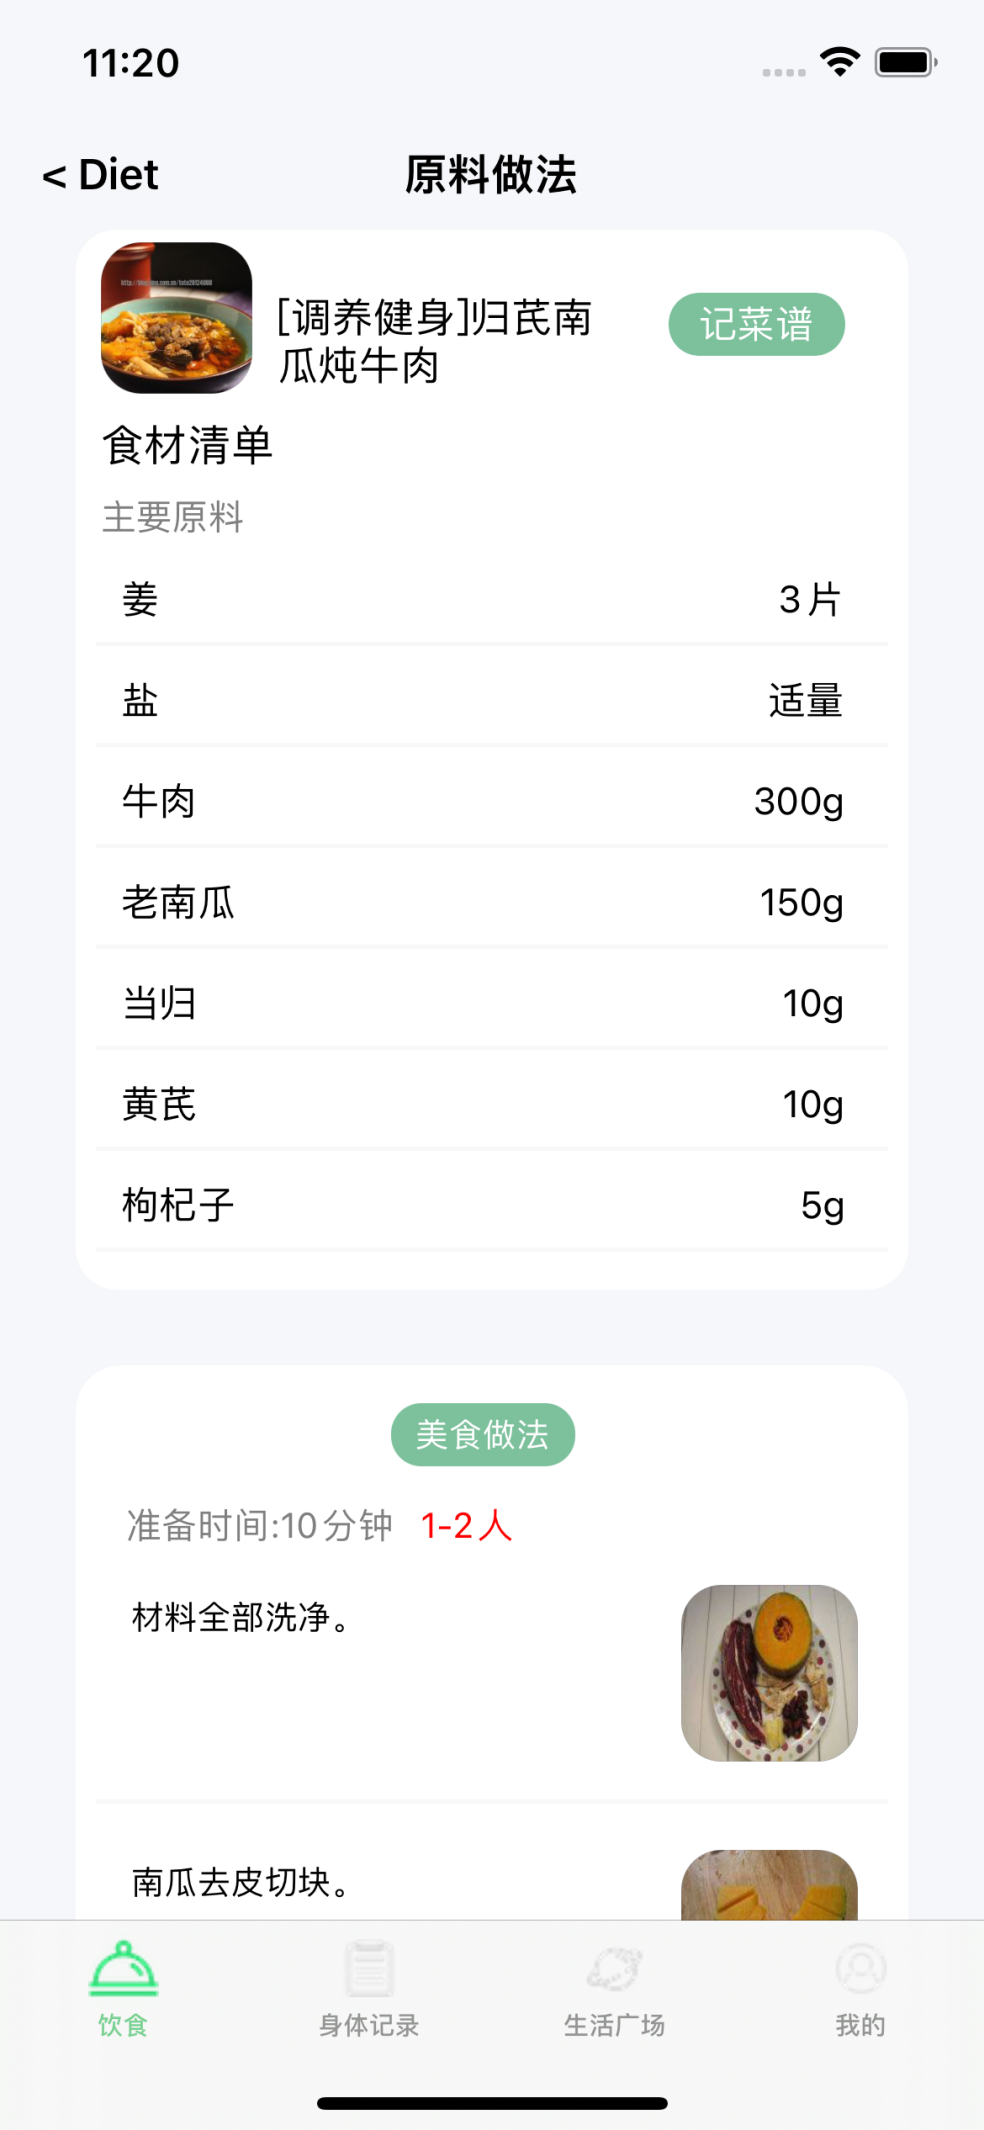 11:20
< Diet
原料做法
[调养健身]归芪南
瓜炖牛肉
记菜谱
食材清单
主要原料
姜
3片
盐
适量
牛肉
300g
老南瓜
150g
当归
10g
黄芪
10g
枸杞子
5g
美食做法
准备时间:10分钟 1-2人
材料全部洗净。
南瓜去皮切块。
饮食
身体记录
生活广场
我的